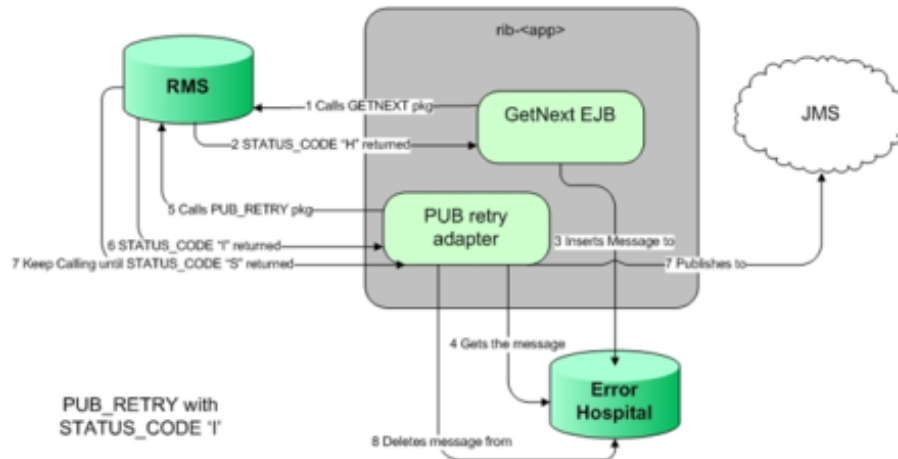 rib-<app>
RMS
1 Calls GETNEXT pkg
GetNext EJB
JMS
2 STATUS_CODE "H" returned
5 Calls PUB_RETRY pkg
PUB retry
adapter
6 STATUS_CODE "I" returned
3 Inserts Message to
7 Keep Calling until STATUS_CODE "S" returned
7 Publishes to
4 Gets the message
Error
Hospital
PUB_RETRY with
STATUS_CODE 'I'
8 Deletes message from